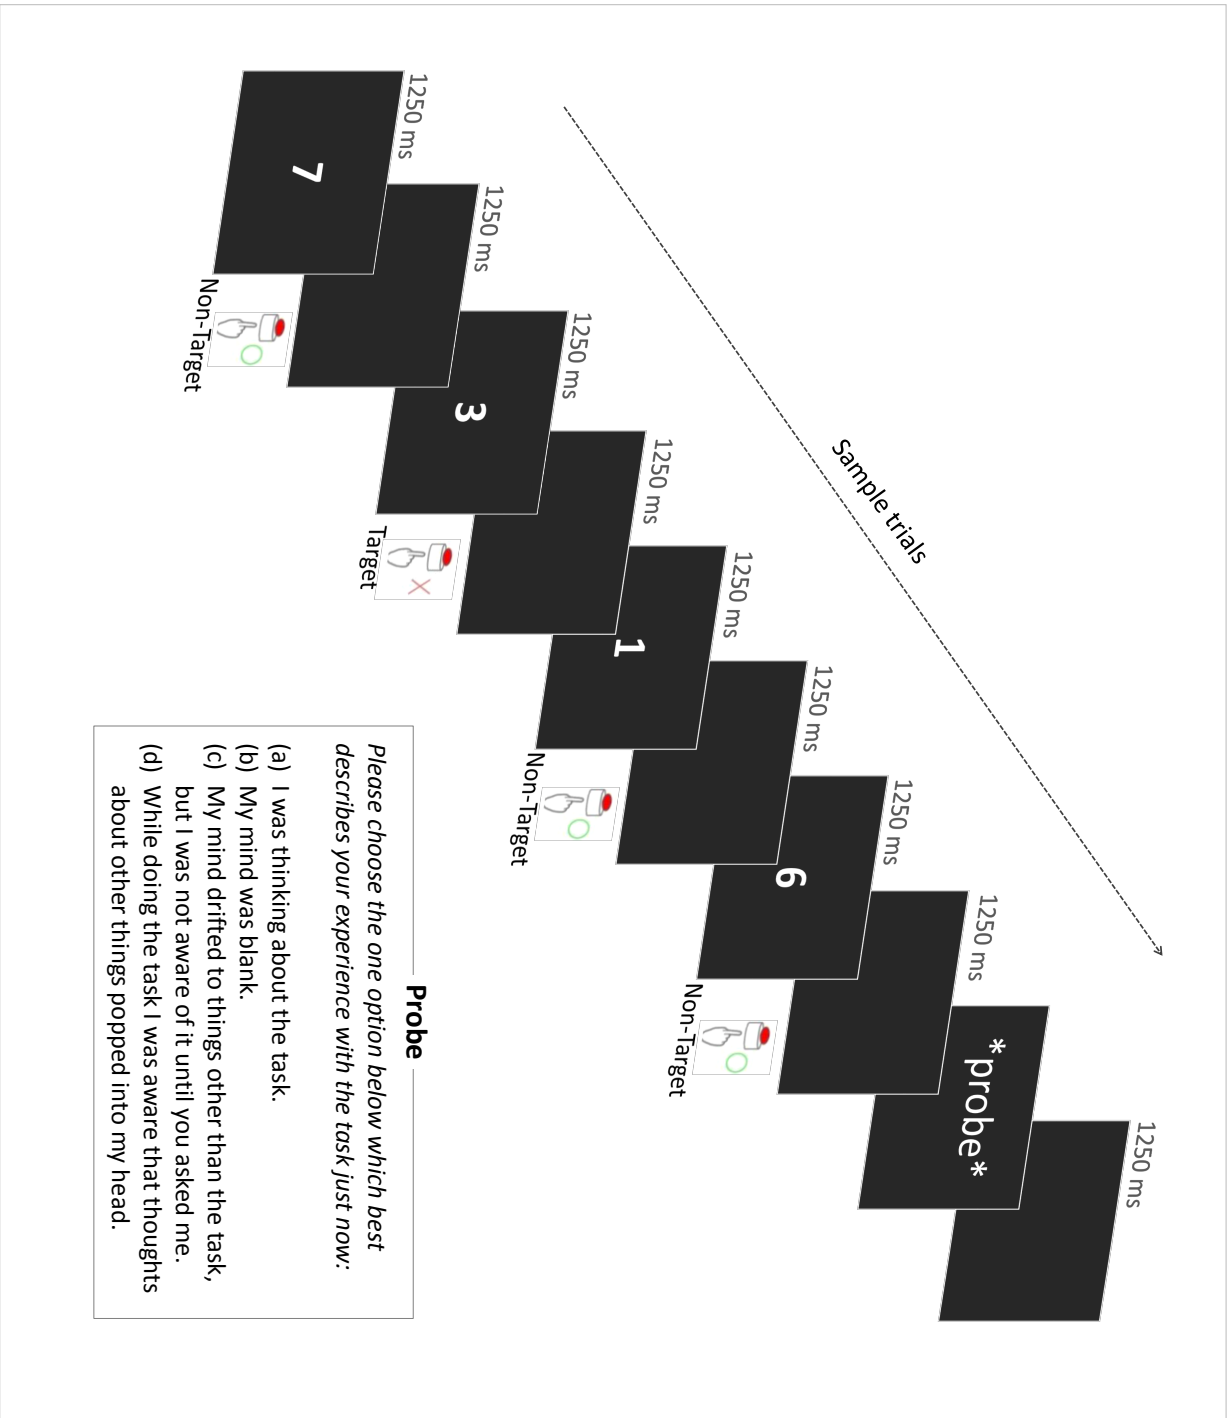 Sample trials
1250 ms
1250 ms
1250 ms
1250 ms
1250 ms
1250 ms
1250 ms
1250 ms
1250 ms
7
3
1
6
*probe*
Non-Target
Target
Non-Target
Non-Target
Probe
Please choose the one option below which best
describes your experience with the task just now:
(a) I was thinking about the task.
(b) My mind was blank.
(c) My mind drifted to things other than the task,
but I was not aware of it until you asked me.
(d) While doing the task I was aware that thoughts
about other things popped into my head.